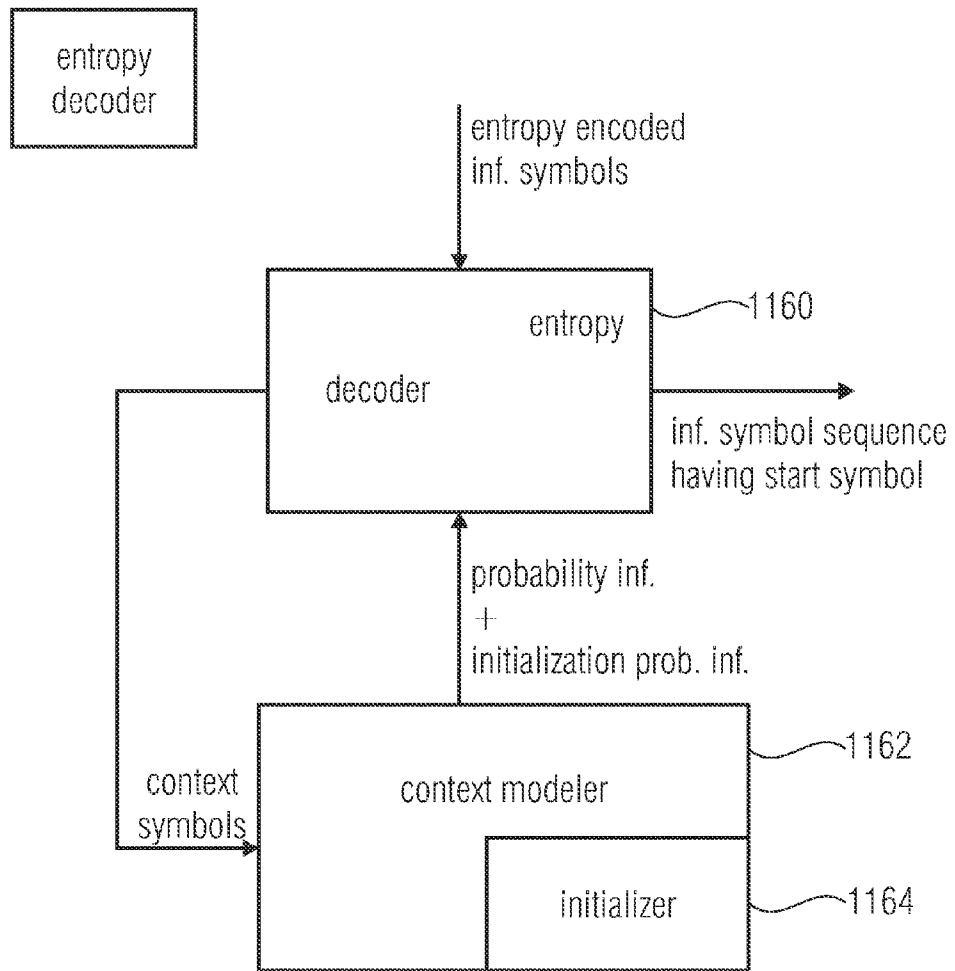 entropy
decoder
entropy encoded
inf. symbols
1160
entropy
decoder
inf. symbol sequence
having start symbol
probability inf.
+
initialization prob. inf.
1162
context modeler
context
symbols
initializer
1164